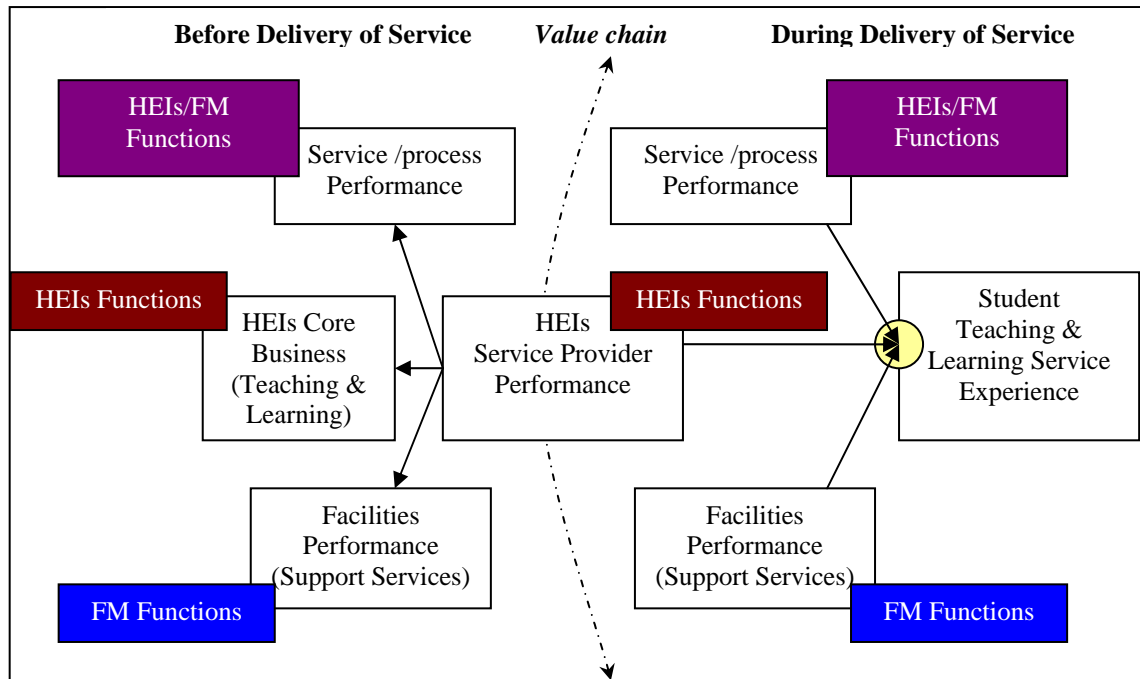 Before Delivery of Service
Value chain
During Delivery of Service
HEIs/FM
Functions
Service /process
Performance
Service /process
Performance
HEIs/FM
Functions
HEIs Functions
HEIs Core
Business
(Teaching &
Learning)
HEIs
Service Provider
Performance
HEIs Functions
Student
Teaching &
Learning Service
Experience
Facilities
Performance
(Support Services)
FM Functions
Facilities
Performance
(Support Services)
FM Functions